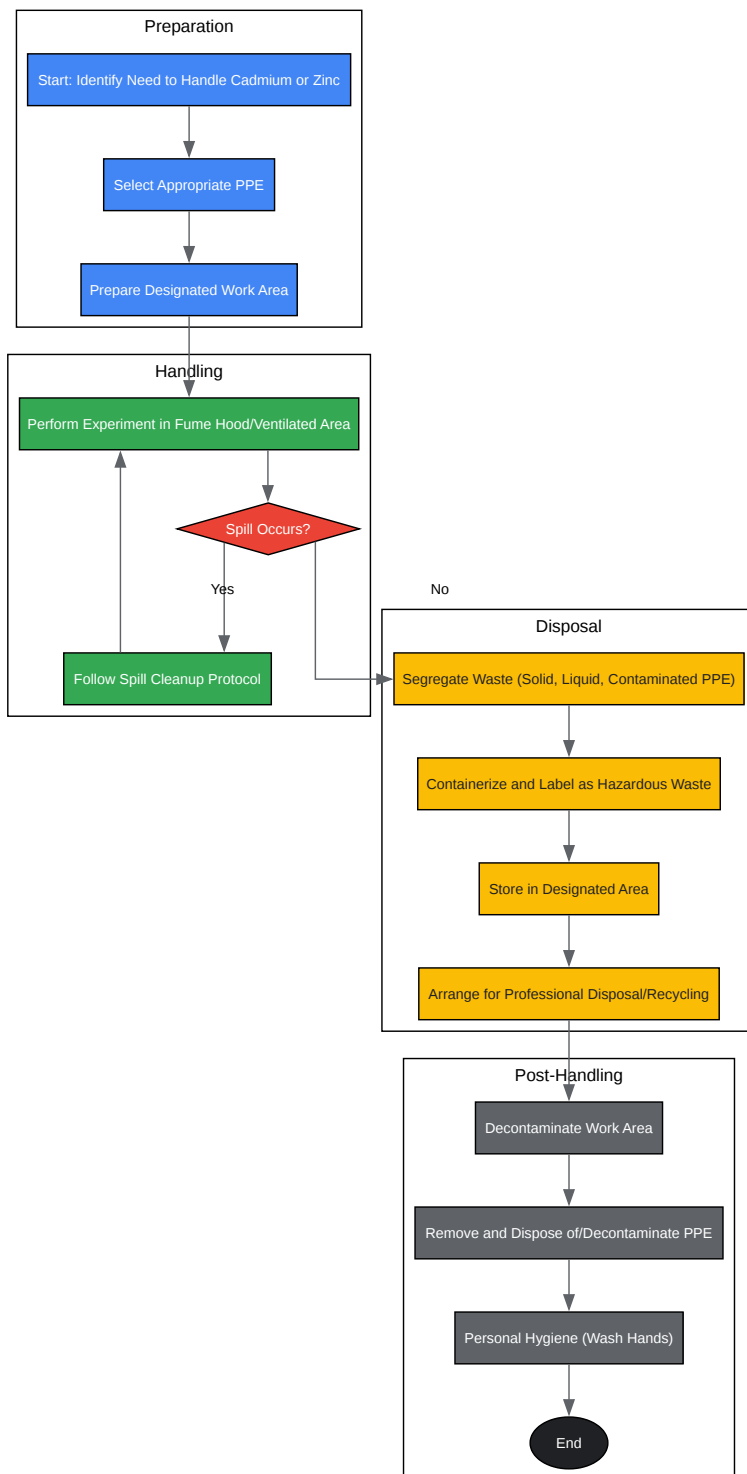 Preparation
Start: Identify Need to Handle Cadmium or Zinc
Select Appropriate PPE
Prepare Designated Work Area
Handling
Perform Experiment in Fume Hood/Ventilated Area
Spill Occurs?
Yes
No
Follow Spill Cleanup Protocol
Disposal
Segregate Waste (Solid, Liquid, Contaminated PPE)
Containerize and Label as Hazardous Waste
Store in Designated Area
Arrange for Professional Disposal/Recycling
Post-Handling
Decontaminate Work Area
Remove and Dispose of/Decontaminate PPE
Personal Hygiene (Wash Hands)
End